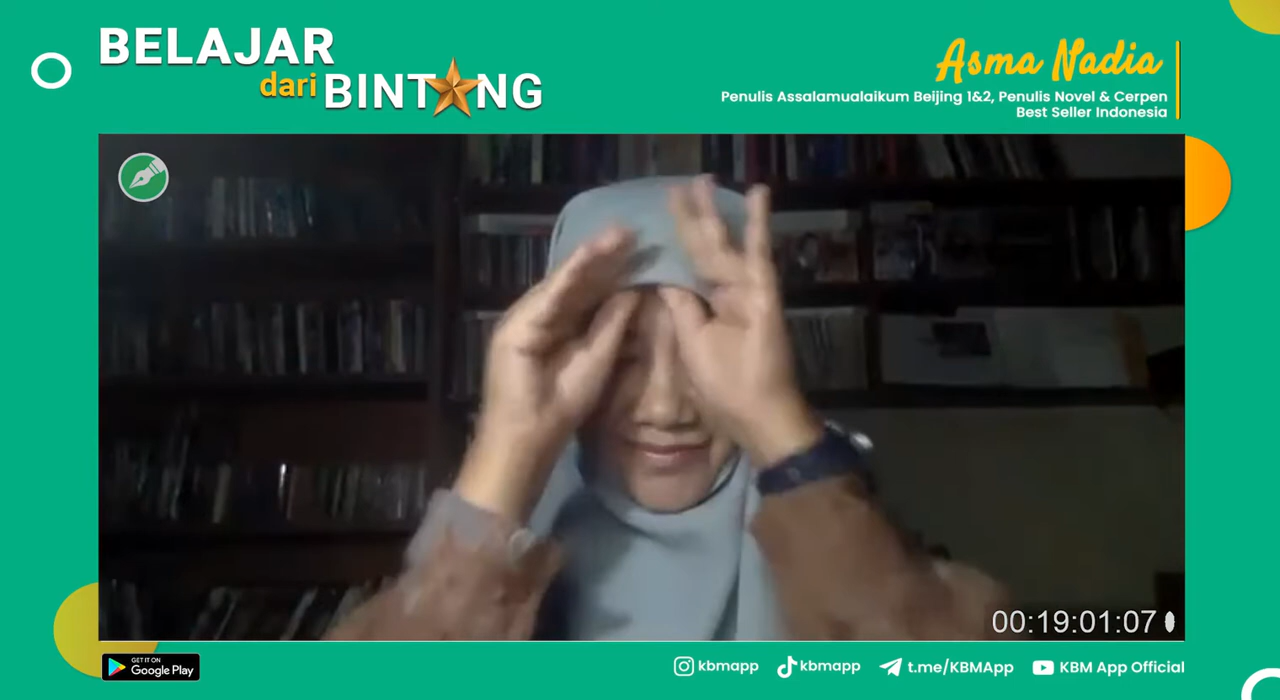 BELAJAR
dari BINTANG
Asma Nadia
Penulis Assalamualaikum Beijing 1&2, Penulis Novel & Cerpen
Best Seller Indonesia
00:19:01:07
GET IT ON
Google Play
kbmapp
kbmapp
t.me/KBMApp
KBM App Official